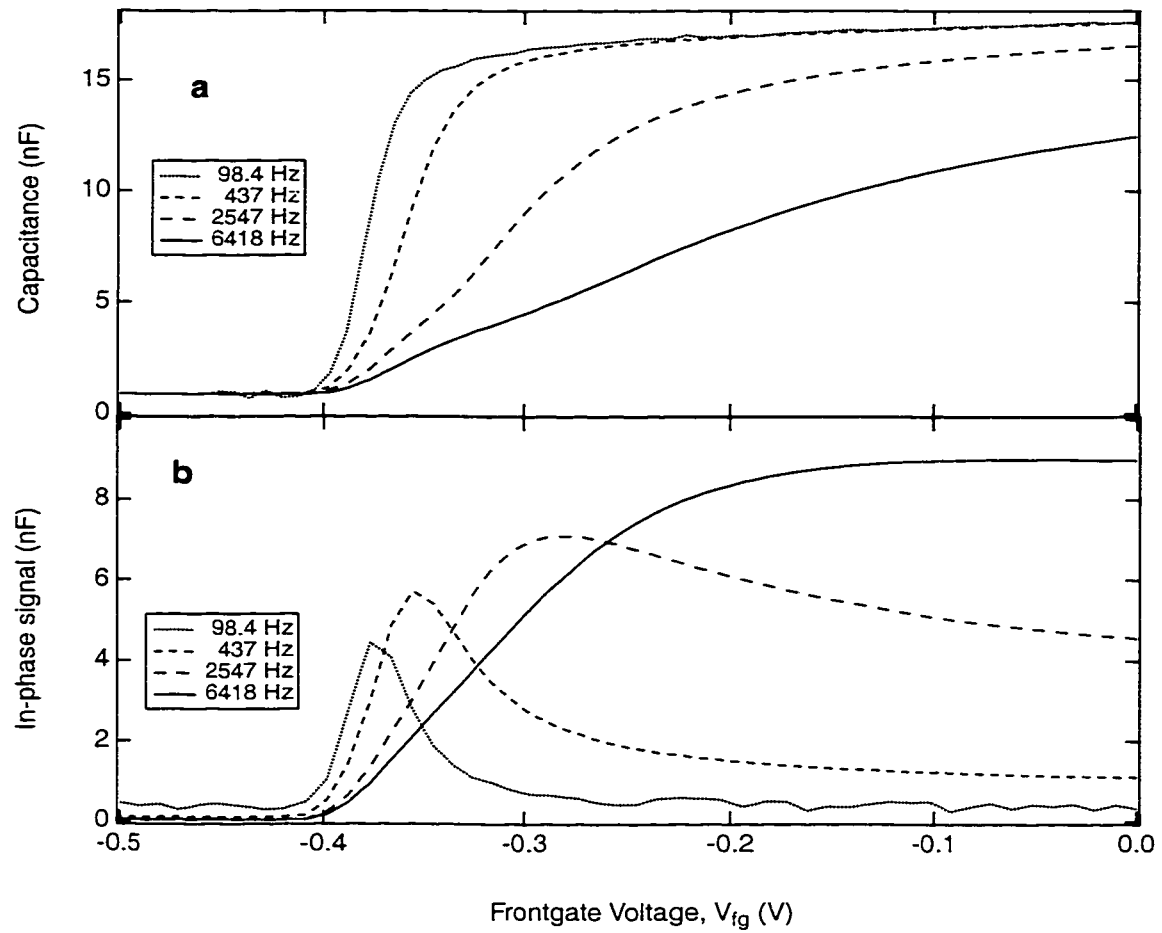 15
10
5
0
Capacitance (nF)
a
98.4 Hz
437 Hz
2547 Hz
6418 Hz
8
6
4
2
0
In-phase signal (nF)
b
98.4 Hz
437 Hz
2547 Hz
6418 Hz
-0.5 -0.4 -0.3 -0.2 -0.1 0.0
Frontgate Voltage, Vfg (V)